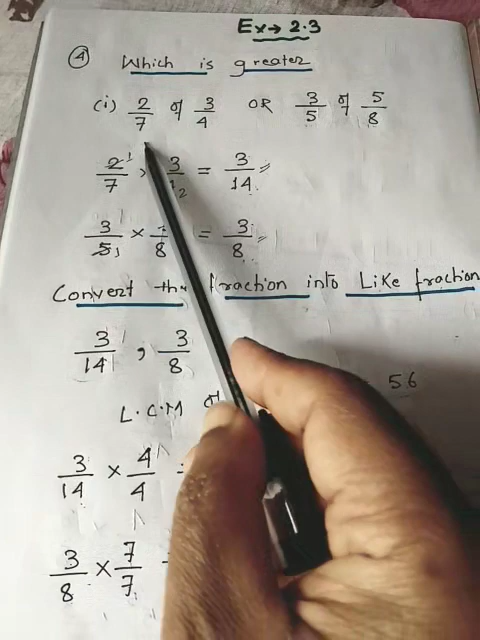 Ex→ 2.3
④ Which is greater
(i) 2/7 of 3/4 OR 3/5 of 5/8
2/7 × 3/4 = 3/14
3/5 × /8 = 3/8
Convert the fraction into Like fraction
3/14 , 3/8
L.C.M of 56
3/14 × 4/4
3/8 × 7/7